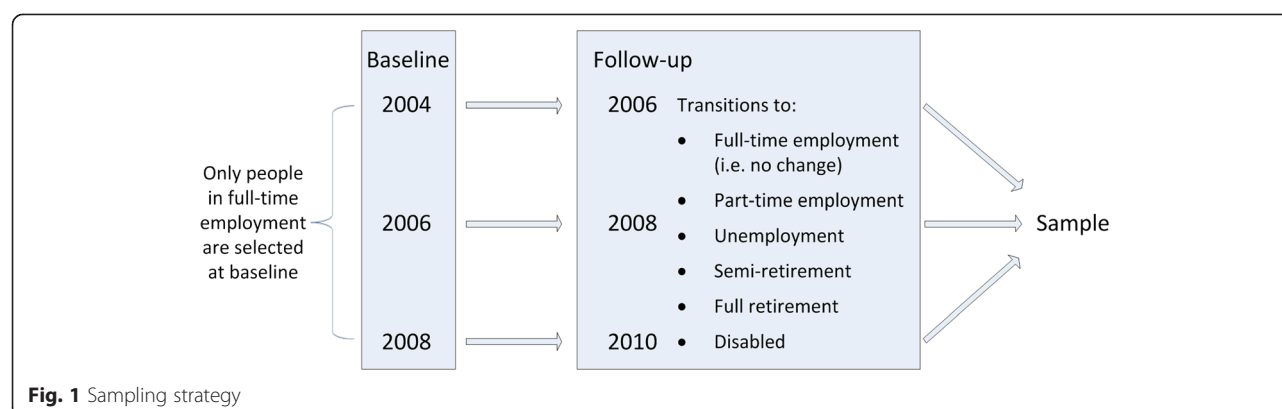 Baseline
Follow-up
Only people
in full-time
employment
are selected
at baseline
2004
2006
2008
2006
2008
2010
Transitions to:
● Full-time employment
(i.e. no change)
● Part-time employment
● Unemployment
● Semi-retirement
● Full retirement
● Disabled
Sample
Fig. 1 Sampling strategy